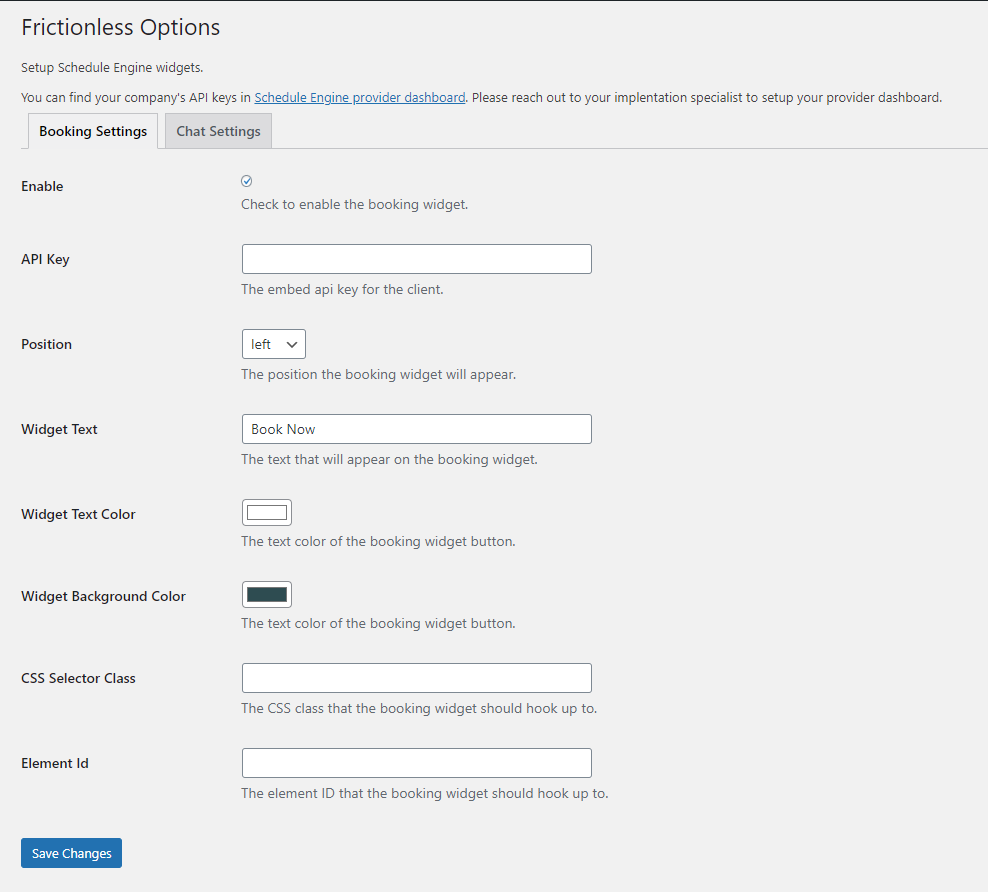 Frictionless Options
Setup Schedule Engine widgets.
You can find your company's API keys in Schedule Engine provider dashboard. Please reach out to your implentation specialist to setup your provider dashboard.
Booking Settings
Chat Settings
Enable
Check to enable the booking widget.
API Key
The embed api key for the client.
Position
left
The position the booking widget will appear.
Widget Text
Book Now
The text that will appear on the booking widget.
Widget Text Color
The text color of the booking widget button.
Widget Background Color
The text color of the booking widget button.
CSS Selector Class
The CSS class that the booking widget should hook up to.
Element Id
The element ID that the booking widget should hook up to.
Save Changes